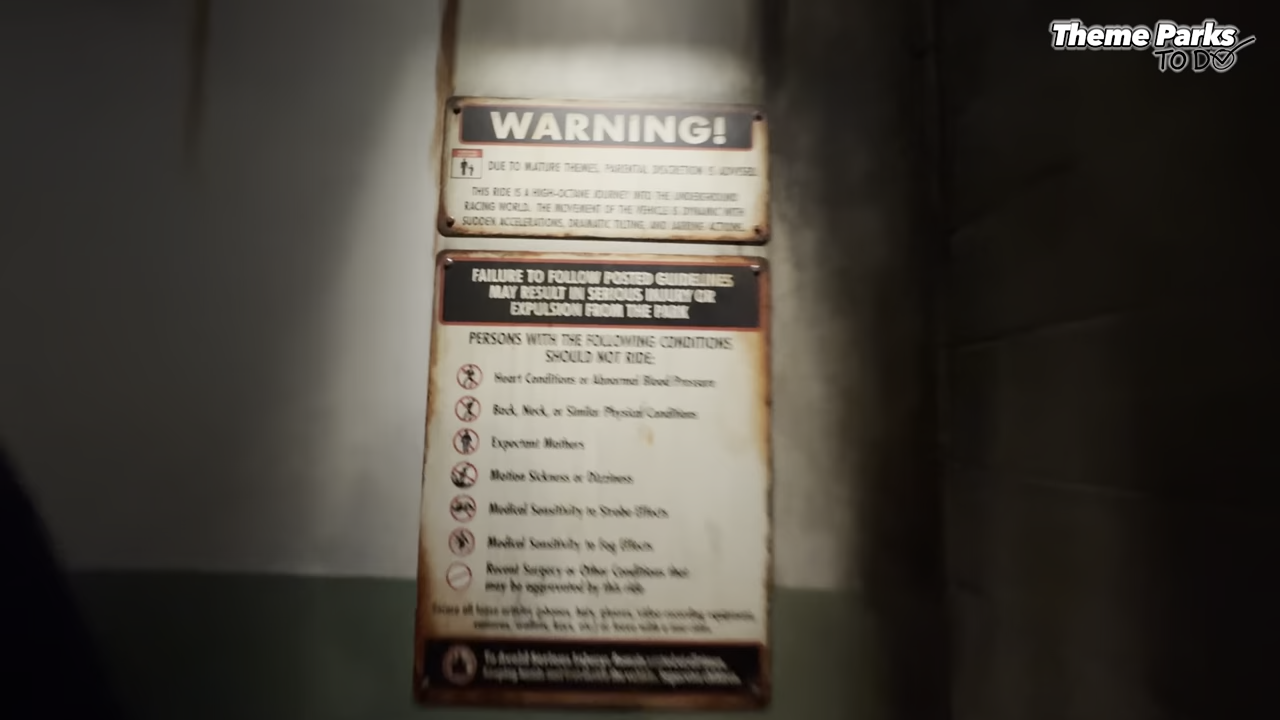 Theme Parks
TO DO
WARNING!
DUE TO MATURE THEMES, PARENTAL DISCRETION IS ADVISED.
THIS RIDE IS A HIGH-OCTANE JOURNEY INTO THE UNDERGROUND
RACING WORLD. THE MOVEMENT OF THE VEHICLE IS DYNAMIC WITH
SUDDEN ACCELERATIONS, DRAMATIC TILTING, AND JARRING ACTIONS.
FAILURE TO FOLLOW POSTED GUIDELINES
MAY RESULT IN SERIOUS INJURY OR
EXPULSION FROM THE PARK
PERSONS WITH THE FOLLOWING CONDITIONS
SHOULD NOT RIDE:
Heart Conditions or Abnormal Blood Pressure
Back, Neck, or Similar Physical Conditions
Expectant Mothers
Motion Sickness or Dizziness
Medical Sensitivity to Strobe Effects
Medical Sensitivity to Fog Effects
Recent Surgery or Other Conditions that
may be aggravated by this ride